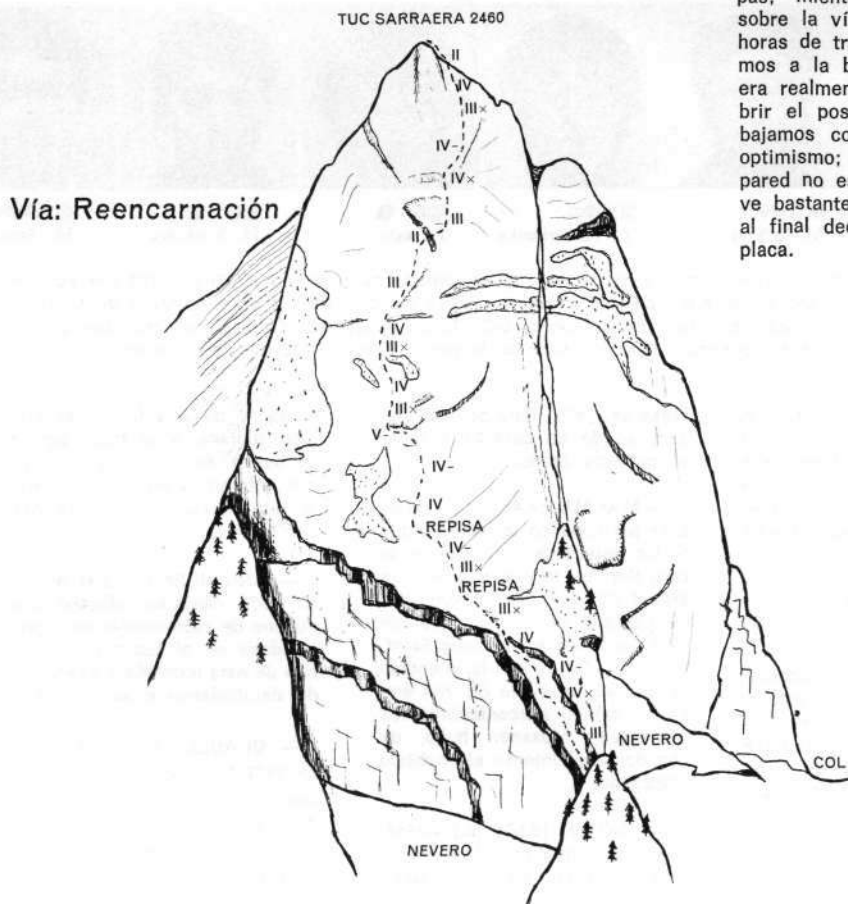 TUC SARRAERA 2460
sobre la ví
horas de tr
mos a la b
era realmen
brir el pos
bajamos co
optimismo;
pared no es
ve bastante
al final dec
placa.
Vía: Reencarnación
II
IV
III×
IV–
IV×
III
II
III
IV
III×
IV
III×
V–
IV–
IV
REPISA
IV–
III×
REPISA
III×
IV
IV–
IV×
III
NEVERO
COL
NEVERO